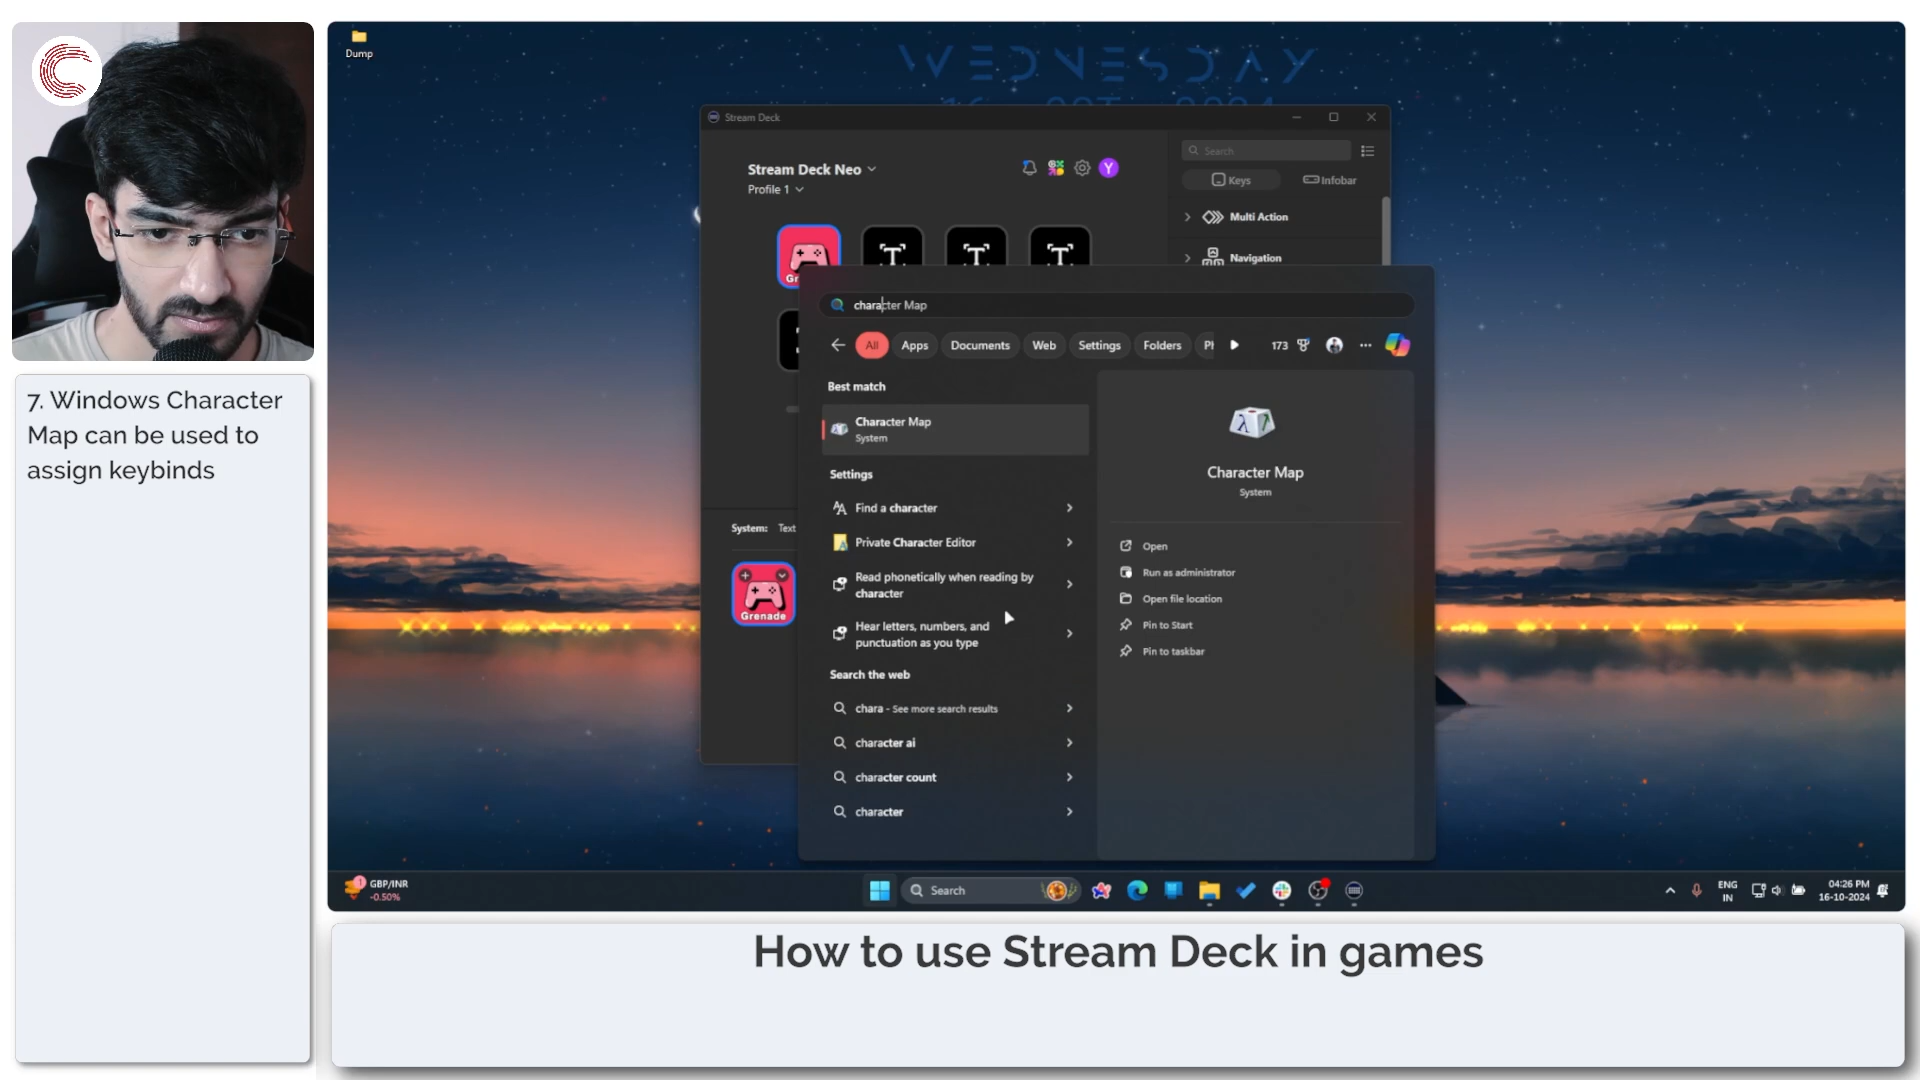 7. Windows Character
Map can be used to
assign keybinds
Dump
WEDNESDAY
Stream Deck
Stream Deck Neo
Profile 1
Y
Search
Keys
Infobar
Multi Action
Navigation
character Map
All
Apps
Documents
Web
Settings
Folders
173
Best match
Character Map
System
Settings
Find a character
Private Character Editor
Read phonetically when reading by
character
Hear letters, numbers, and
punctuation as you type
Search the web
chara - See more search results
character ai
character count
character
Character Map
System
Open
Run as administrator
Open file location
Pin to Start
Pin to taskbar
System: Text
Grenade
1
GBP/INR
-0.50%
Search
ENG
IN
04:26 PM
16-10-2024
How to use Stream Deck in games